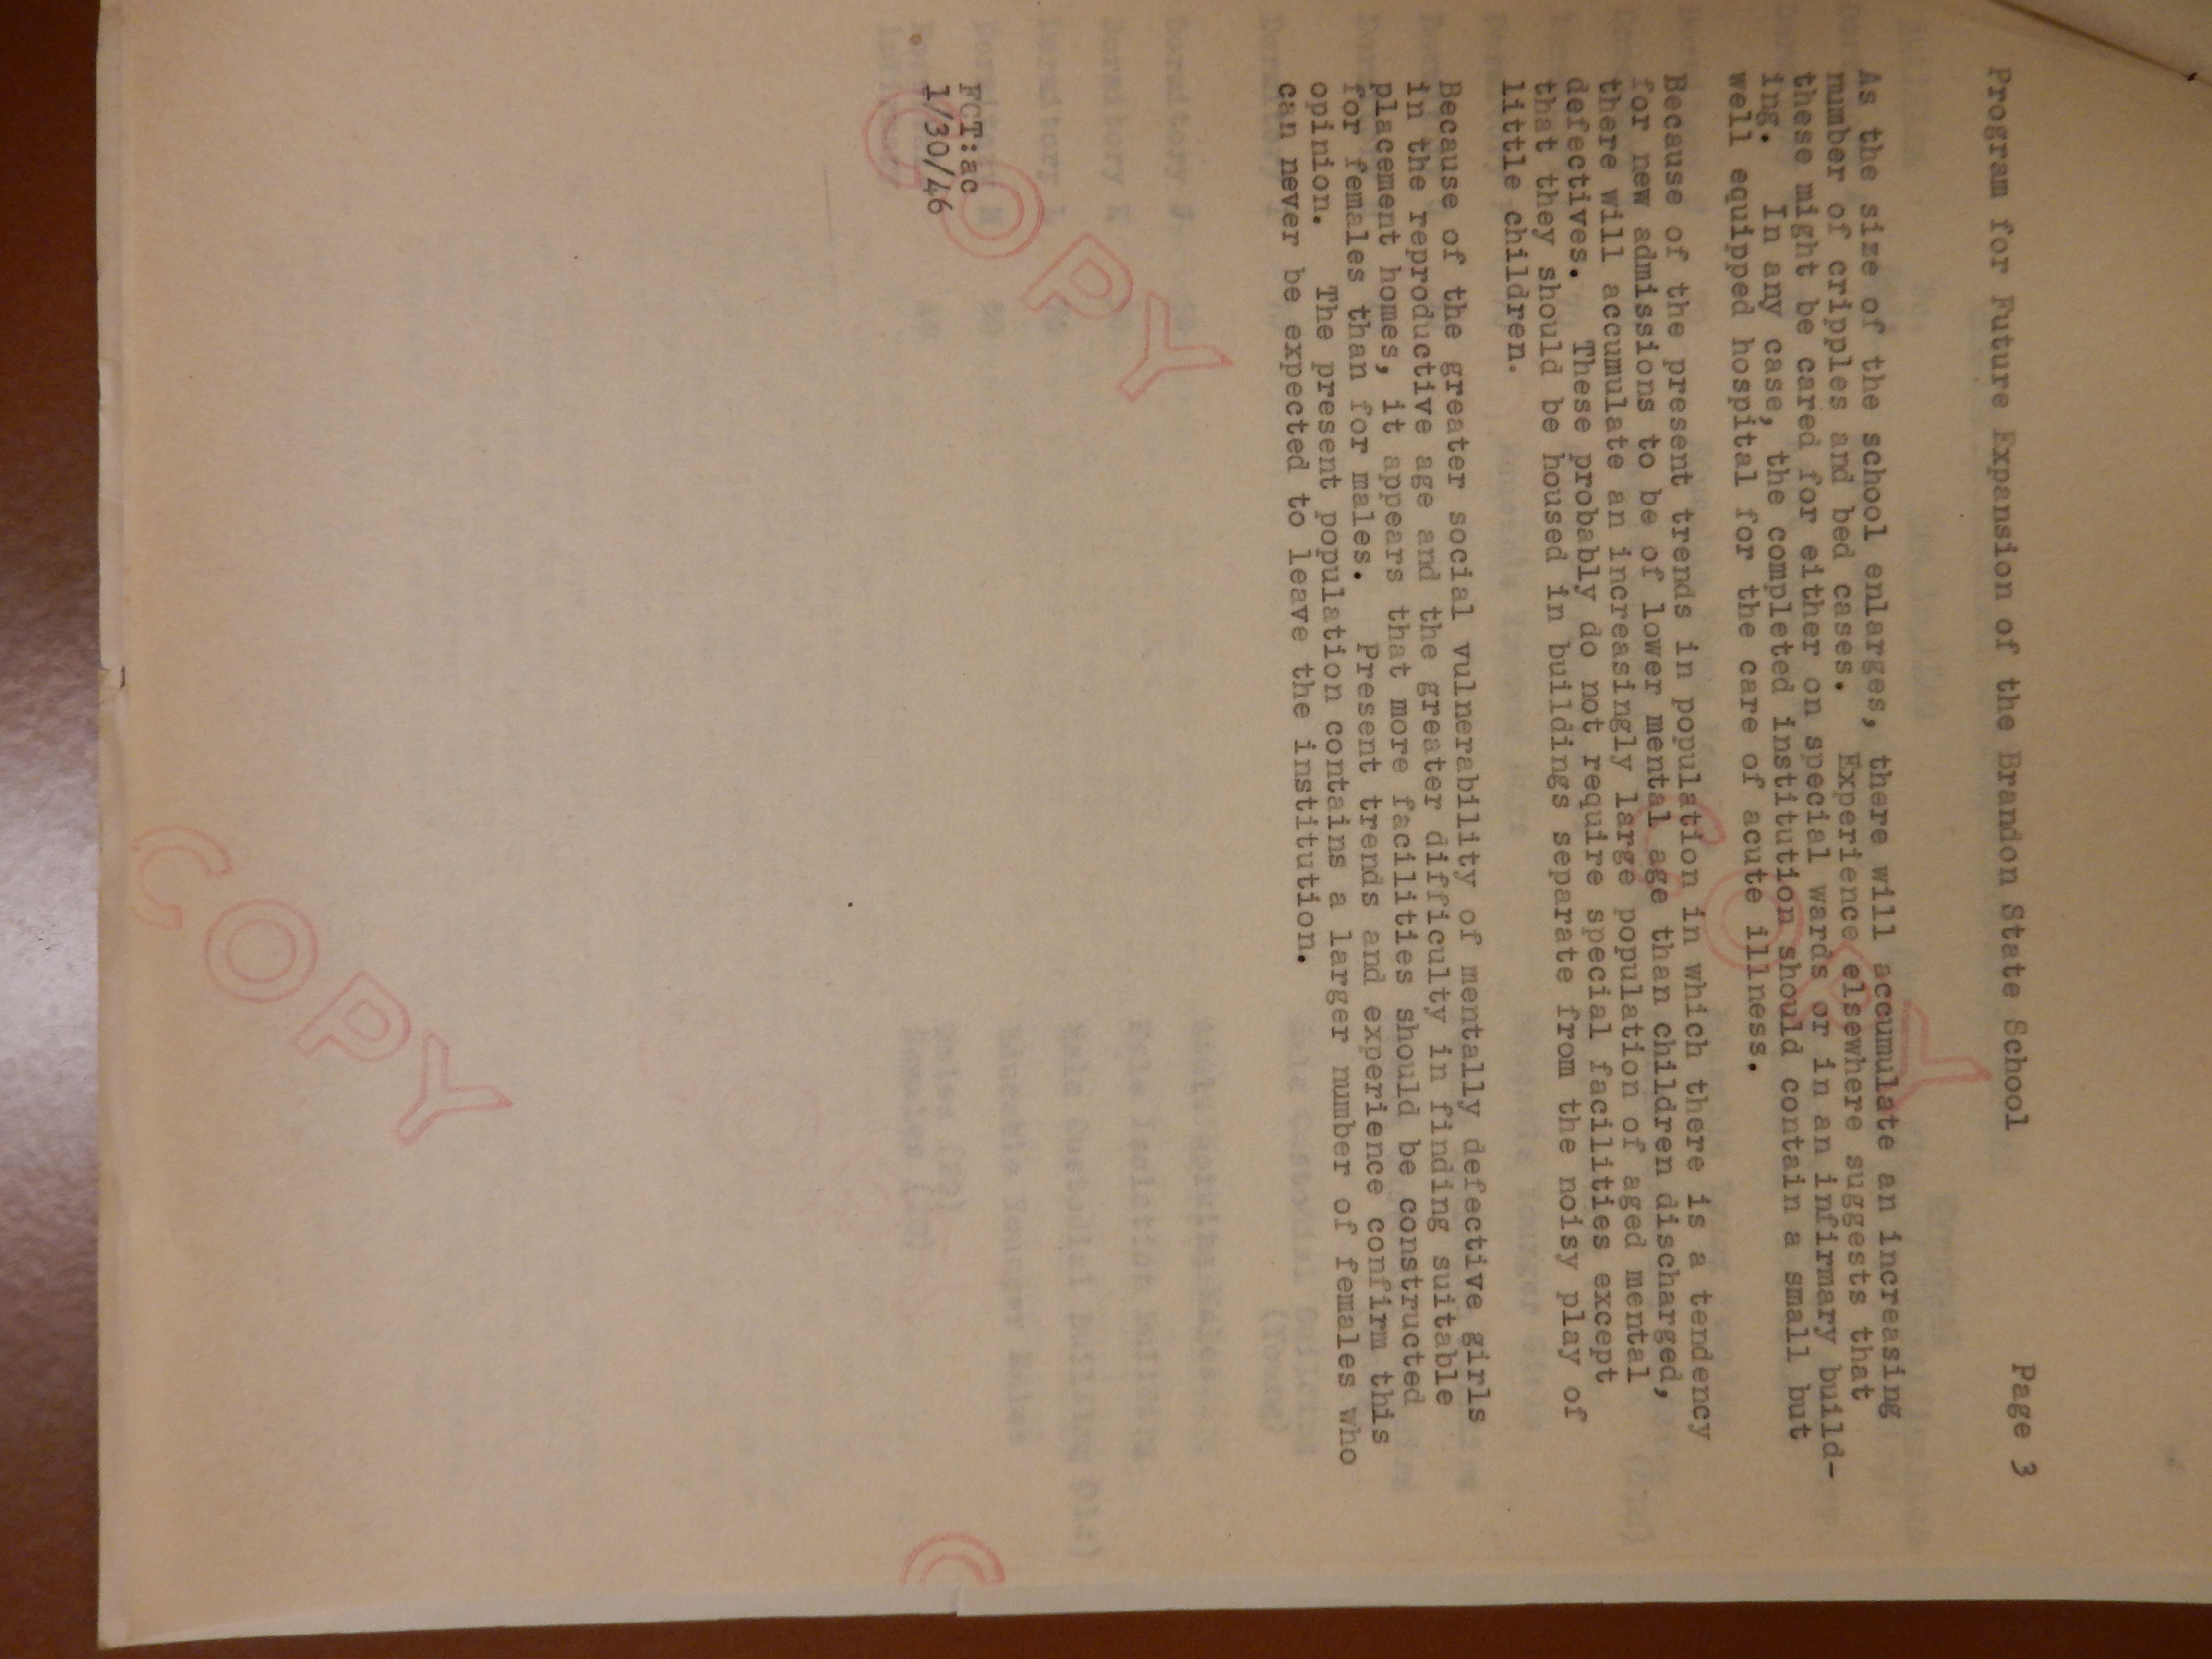 Program for Future Expansion of the Brandon State School Page 3
As the size of the school enlarges, there will accumulate an increasing
number of cripples and bed cases. Experience elsewhere suggests that
these might be cared for either on special wards or in an infirmary build-
ing. In any case, the completed institution should contain a small but
well equipped hospital for the care of acute illness.
Because of the present trends in population in which there is a tendency
for new admissions to be of lower mental age than children discharged,
there will accumulate an increasingly large population of aged mental
defectives. These probably do not require special facilities except
that they should be housed in buildings separate from the noisy play of
little children.
Because of the greater social vulnerability of mentally defective girls
in the reproductive age and the greater difficulty in finding suitable
placement homes, it appears that more facilities should be constructed
for females than for males. Present trends and experience confirm this
opinion. The present population contains a larger number of females who
can never be expected to leave the institution.
FCT:ac
1/30/46
COPY
COPY
COPY
C